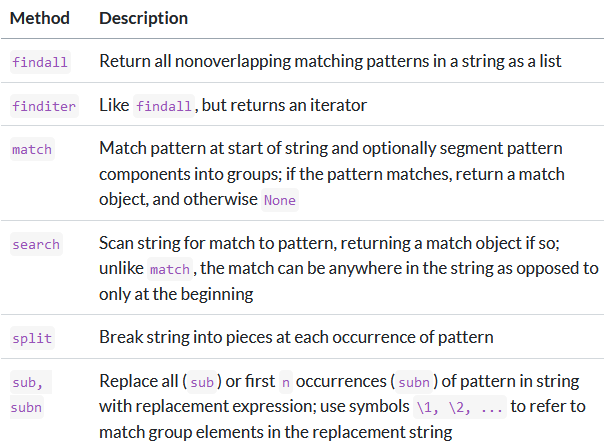 Method Description
findall Return all nonoverlapping matching patterns in a string as a list
finditer Like findall, but returns an iterator
match Match pattern at start of string and optionally segment pattern
components into groups; if the pattern matches, return a match
object, and otherwise None
search Scan string for match to pattern, returning a match object if so;
unlike match, the match can be anywhere in the string as opposed to
only at the beginning
split Break string into pieces at each occurrence of pattern
sub, Replace all (sub) or first n occurrences (subn) of pattern in string
subn with replacement expression; use symbols \1, \2, ... to refer to
match group elements in the replacement string